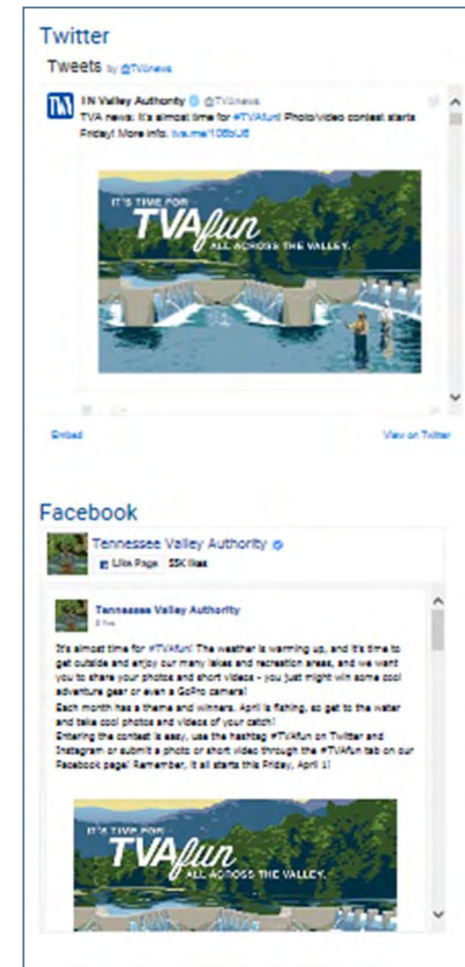 Twitter
Tweets by @TVAnews
TVA
TN Valley Authority @TVAnews
TVA news: It's almost time for #TVAfun! Photo/video contest starts
Friday! More info.
IT'S TIME FOR
TVAfun
ALL ACROSS THE VALLEY.
Embed View on Twitter
Facebook
Tennessee Valley Authority
Like Page 55K likes
Tennessee Valley Authority
It's almost time for #TVAfun! The weather is warming up, and it's time to
get outside and enjoy our many lakes and recreation areas, and we want
you to share your photos and short videos - you just might win some cool
adventure gear or even a GoPro camera!
Each month has a theme and winners. April is fishing, so get to the water
and take cool photos and videos of your catch!
Entering the contest is easy, use the hashtag #TVAfun on Twitter and
Instagram or submit a photo or short video through the #TVAfun tab on our
Facebook page! Remember, it all starts this Friday, April 1!
IT'S TIME FOR
TVAfun
ALL ACROSS THE VALLEY.